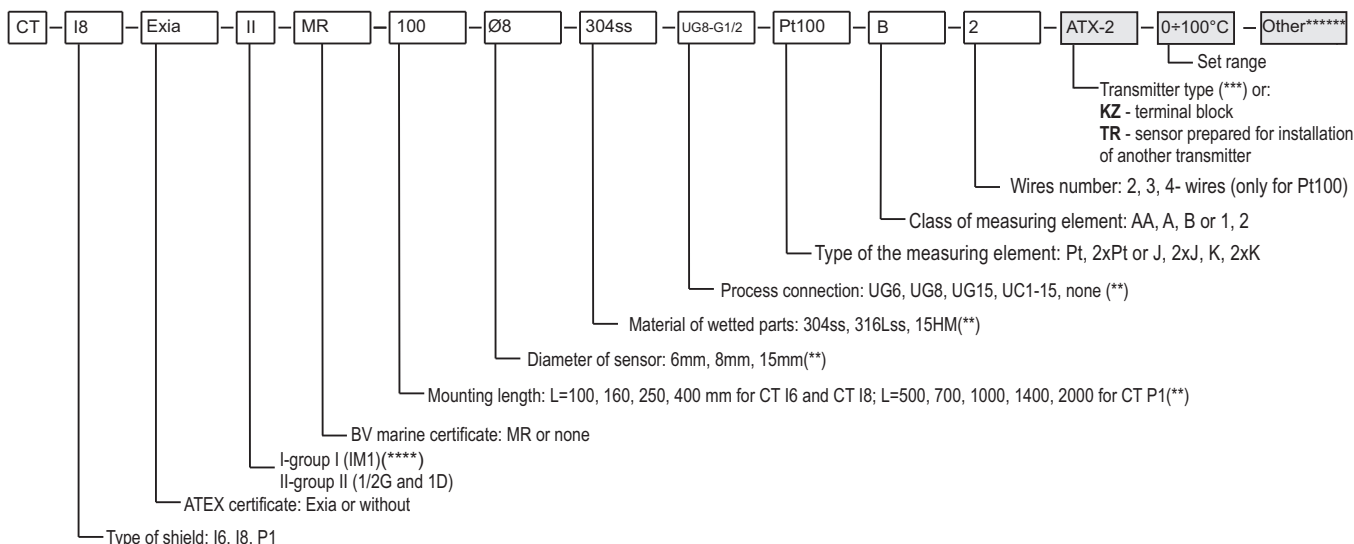 CT – I8 – Exia – II – MR – 100 – Ø8 – 304ss – UG8-G1/2 – Pt100 – B – 2 – ATX-2 – 0÷100°C – Other******
Set range
Transmitter type (***) or:
KZ - terminal block
TR - sensor prepared for installation
of another transmitter
Wires number: 2, 3, 4- wires (only for Pt100)
Class of measuring element: AA, A, B or 1, 2
Type of the measuring element: Pt, 2xPt or J, 2xJ, K, 2xK
Process connection: UG6, UG8, UG15, UC1-15, none (**)
Material of wetted parts: 304ss, 316Lss, 15HM(**)
Diameter of sensor: 6mm, 8mm, 15mm(**)
Mounting length: L=100, 160, 250, 400 mm for CT I6 and CT I8; L=500, 700, 1000, 1400, 2000 for CT P1(**)
BV marine certificate: MR or none
I-group I (IM1)(****)
II-group II (1/2G and 1D)
ATEX certificate: Exia or without
Type of shield: I6, I8, P1